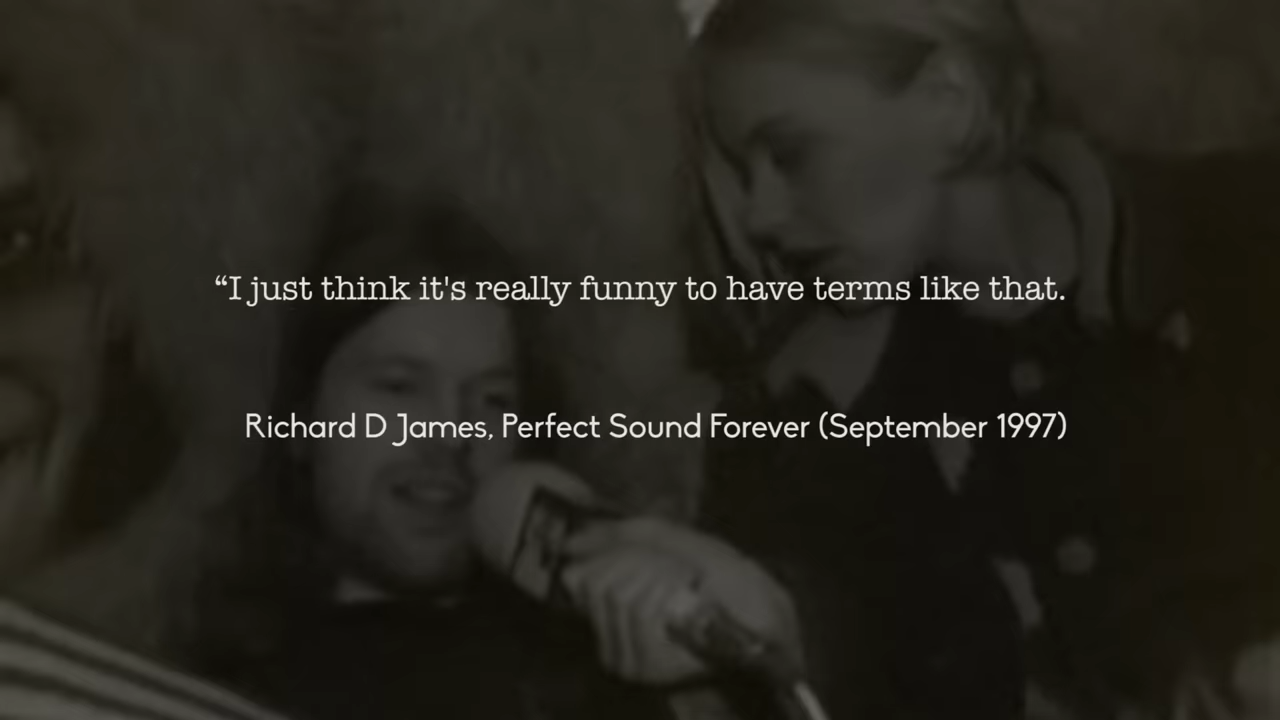 “I just think it's really funny to have terms like that.
Richard D James, Perfect Sound Forever (September 1997)